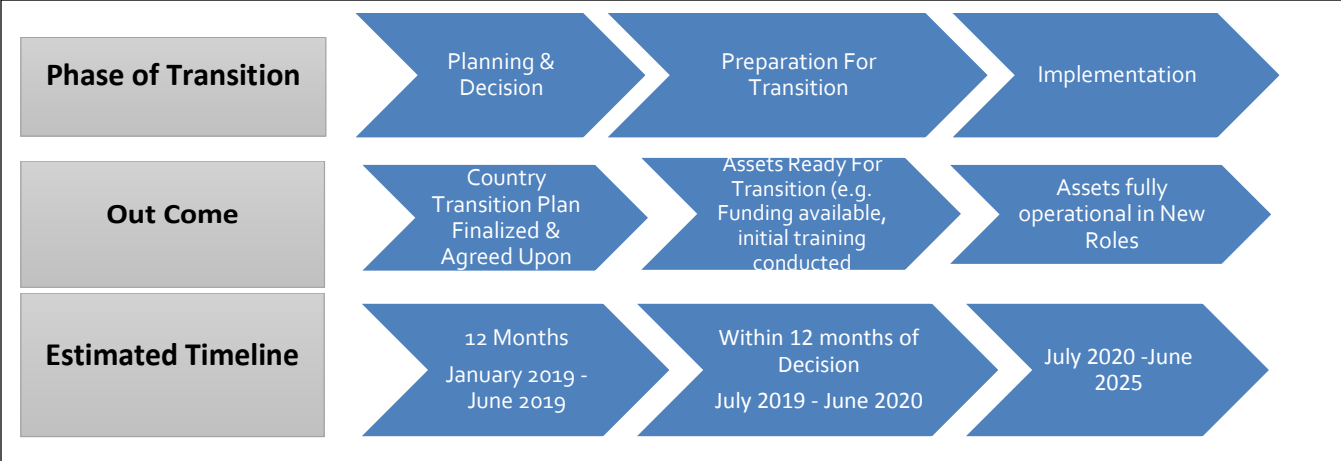 Phase of Transition
Planning &
Decision
Preparation For
Transition
Implementation
Out Come
Country
Transition Plan
Finalized &
Agreed Upon
Assets Ready For
Transition (e.g.
Funding available,
initial training
conducted
Assets fully
operational in New
Roles
Estimated Timeline
12 Months
January 2019 -
June 2019
Within 12 months of
Decision
July 2019 - June 2020
July 2020 -June
2025